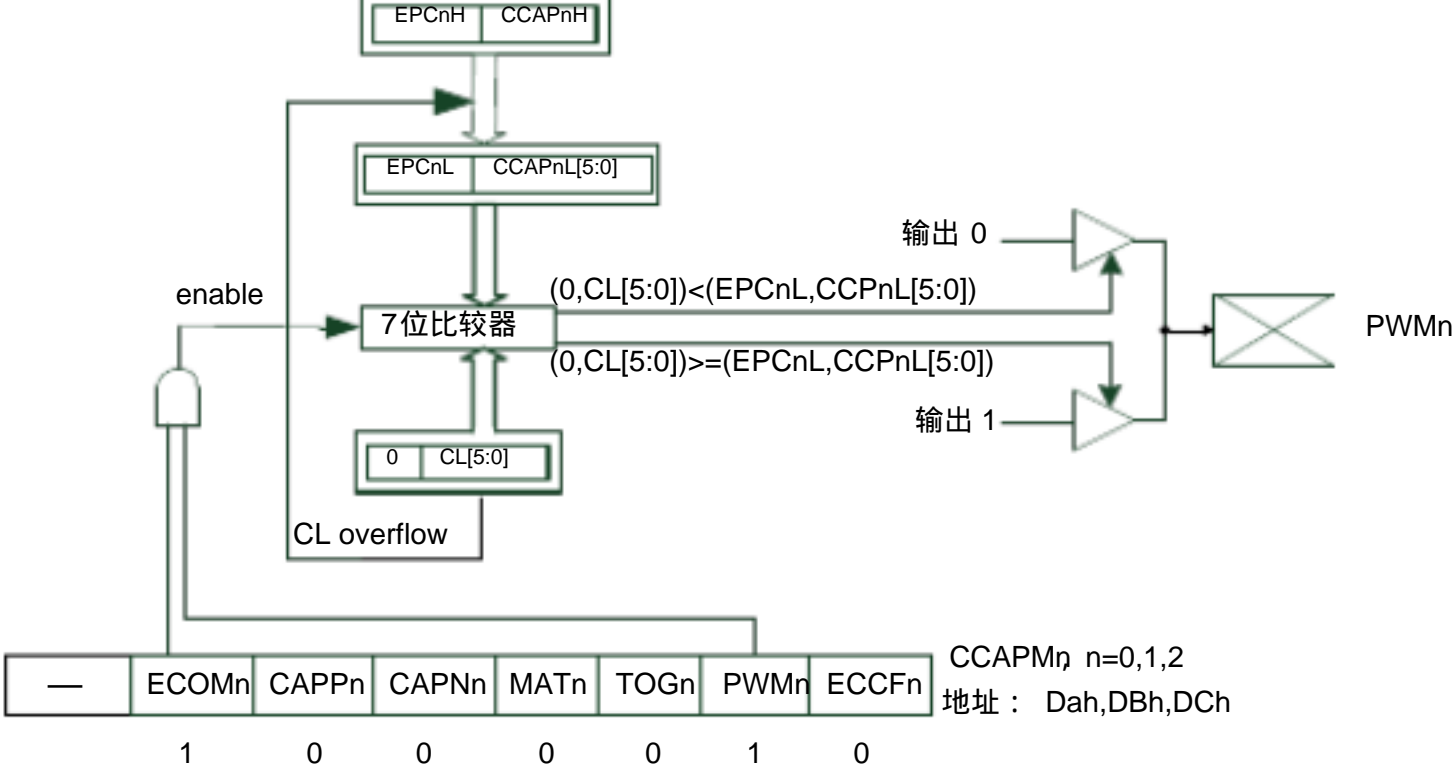 EPCnH CCAPnH
EPCnL CCAPnL[5:0]
输出 0
enable
(0,CL[5:0])<(EPCnL,CCPnL[5:0])
7位比较器
PWMn
(0,CL[5:0])>=(EPCnL,CCPnL[5:0])
输出 1
0 CL[5:0]
CL overflow
— ECOMn CAPPn CAPNn MATn TOGn PWMn ECCFn
CCAPMn, n=0,1,2
地址： Dah,DBh,DCh
1 0 0 0 0 1 0